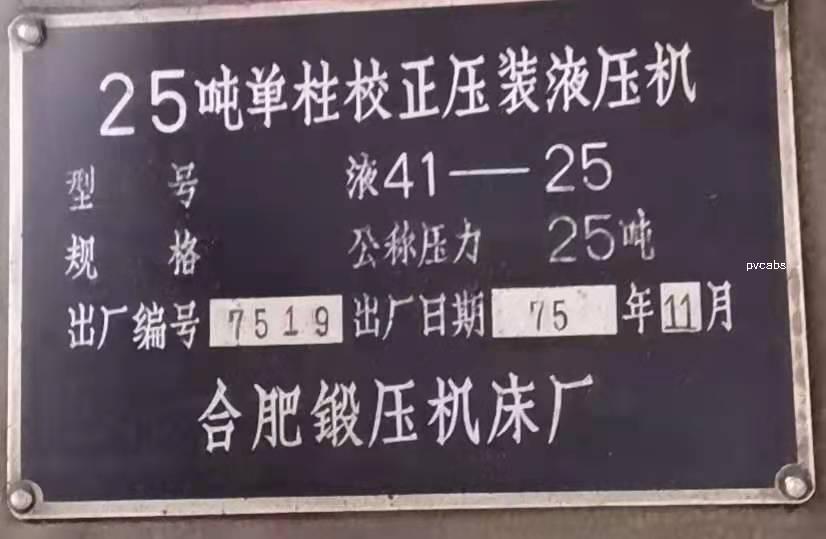 25吨单柱校正压装液压机
型 号 液41—25
规 格 公称压力 25吨
出厂编号 7519 出厂日期 75 年 11 月
合肥锻压机床厂
pvcabs